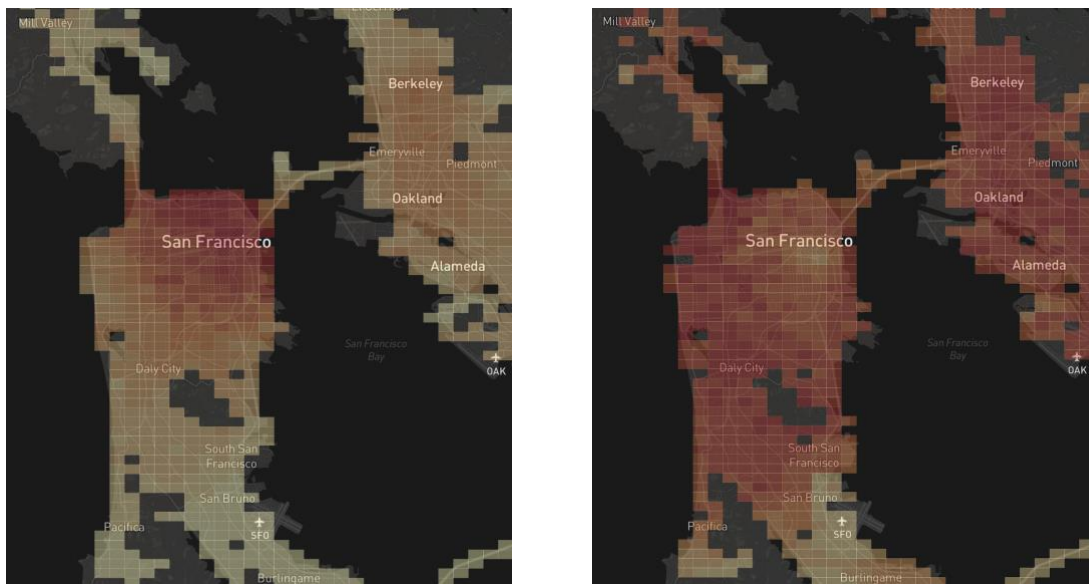 Mill Valley
Berkeley
Emeryville
Piedmont
Oakland
San Francisco
Alameda
San Francisco
Bay
OAK
Daly City
South San
Francisco
San Bruno
Pacifica
SFO
Burlingame
Mill Valley
Berkeley
Emeryville
Piedmont
Oakland
San Francisco
Alameda
San Francisco
Bay
OAK
Daly City
South San
Francisco
San Bruno
Pacifica
SFO
Burlingame